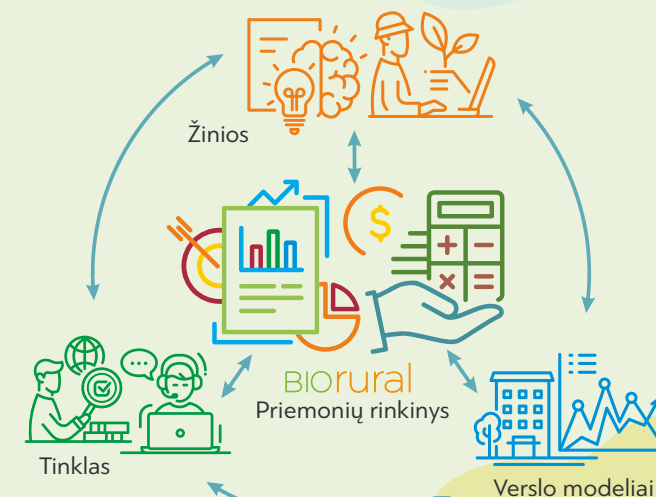 Žinios
BIOrural
Priemonių rinkinys
Tinklas
Verslo modeliai